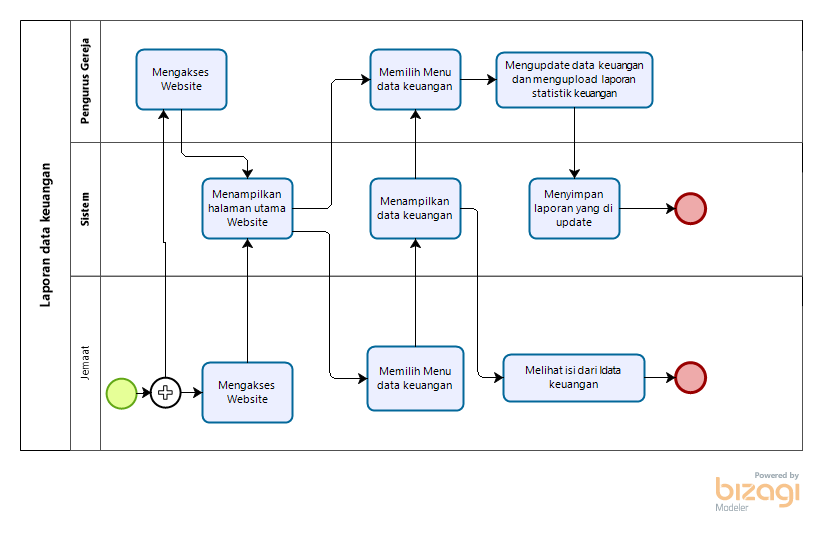 Laporan data keuangan
Pengurus Gereja
Mengakses
Website
Memilih Menu
data keuangan
Mengupdate data keuangan
dan mengupload laporan
statistik keuangan
Sistem
Menampilkan
halaman utama
Website
Menampilkan
data keuangan
Menyimpan
laporan yang di
update
Jemaat
Mengakses
Website
Memilih Menu
data keuangan
Melihat isi dari ldata
keuangan
Powered by
bizagi
Modeler